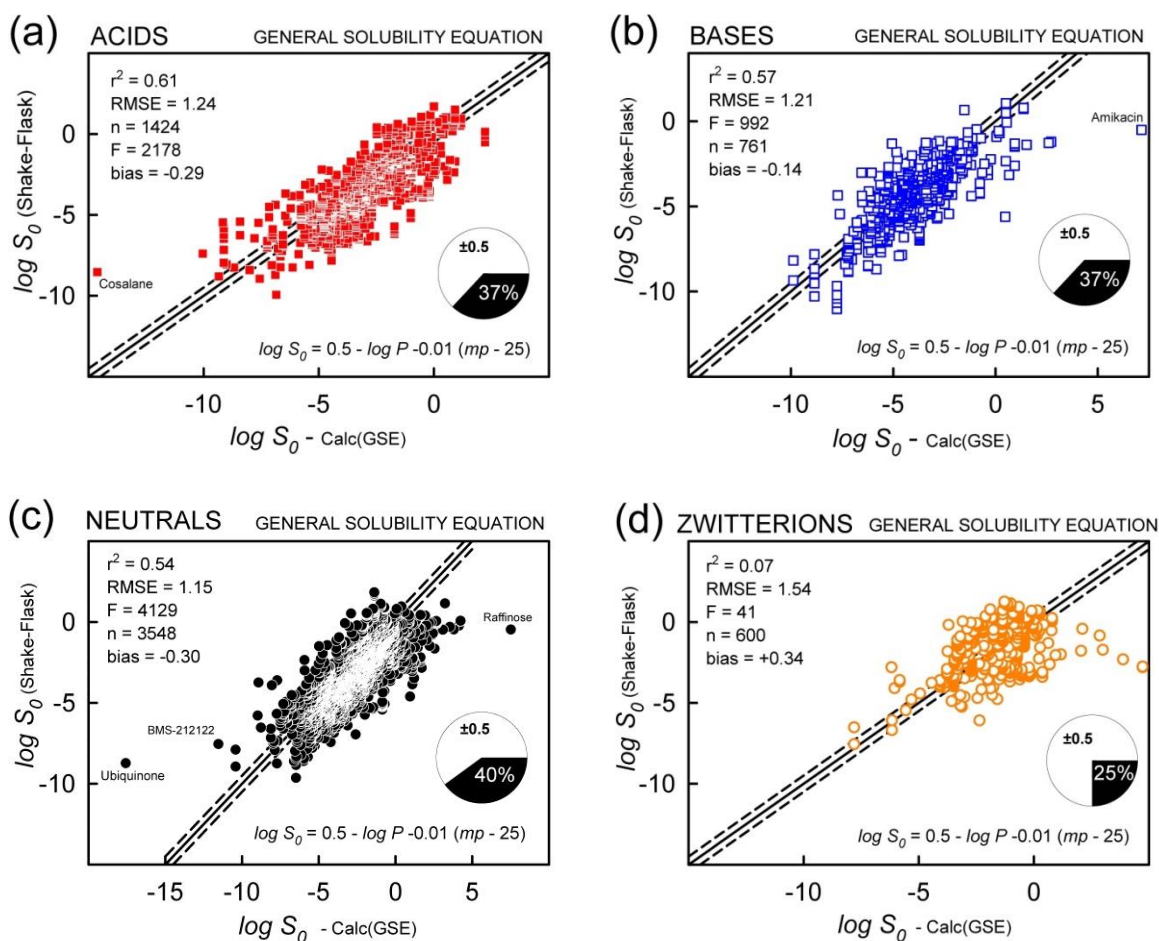 (a) ACIDS GENERAL SOLUBILITY EQUATION
r² = 0.61
RMSE = 1.24
n = 1424
F = 2178
bias = -0.29
0
-5
-10
log S₀ (Shake-Flask)
Cosalane
±0.5
37%
log S₀ = 0.5 - log P -0.01 (mp - 25)
-10 -5 0
log S₀ - Calc(GSE)
(b) BASES GENERAL SOLUBILITY EQUATION
r² = 0.57
RMSE = 1.21
F = 992
n = 761
bias = -0.14
0
-5
-10
log S₀ (Shake-Flask)
Amikacin
±0.5
37%
log S₀ = 0.5 - log P -0.01 (mp - 25)
-10 -5 0 5
log S₀ - Calc(GSE)
(c) NEUTRALS GENERAL SOLUBILITY EQUATION
r² = 0.54
RMSE = 1.15
F = 4129
n = 3548
bias = -0.30
0
-5
-10
log S₀ (Shake-Flask)
Raffinose
BMS-212122
Ubiquinone
±0.5
40%
log S₀ = 0.5 - log P -0.01 (mp - 25)
-15 -10 -5 0 5
log S₀ - Calc(GSE)
(d) ZWITTERIONS GENERAL SOLUBILITY EQUATION
r² = 0.07
RMSE = 1.54
F = 41
n = 600
bias = +0.34
0
-5
-10
log S₀ (Shake-Flask)
±0.5
25%
log S₀ = 0.5 - log P -0.01 (mp - 25)
-10 -5 0
log S₀ - Calc(GSE)